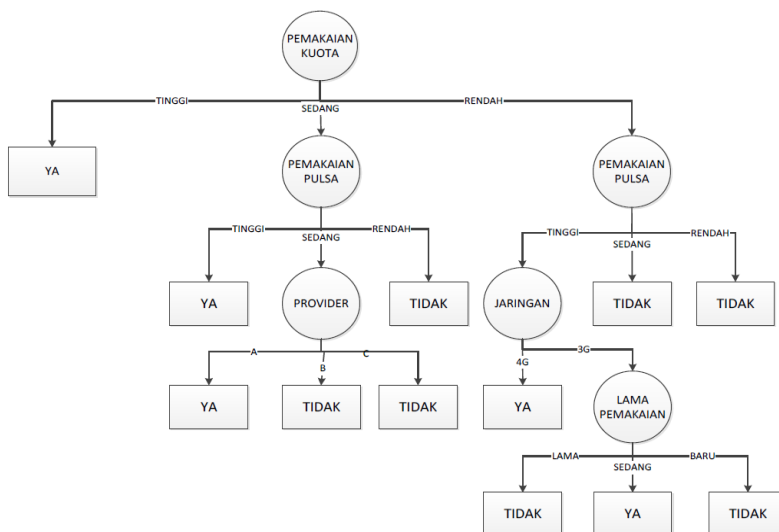 PEMAKAIAN
KUOTA
TINGGI
SEDANG
RENDAH
YA
PEMAKAIAN
PULSA
PEMAKAIAN
PULSA
TINGGI
SEDANG
RENDAH
TINGGI
SEDANG
RENDAH
YA
PROVIDER
TIDAK
JARINGAN
TIDAK
TIDAK
A
B
C
4G
3G
YA
TIDAK
TIDAK
YA
LAMA
PEMAKAIAN
LAMA
SEDANG
BARU
TIDAK
YA
TIDAK